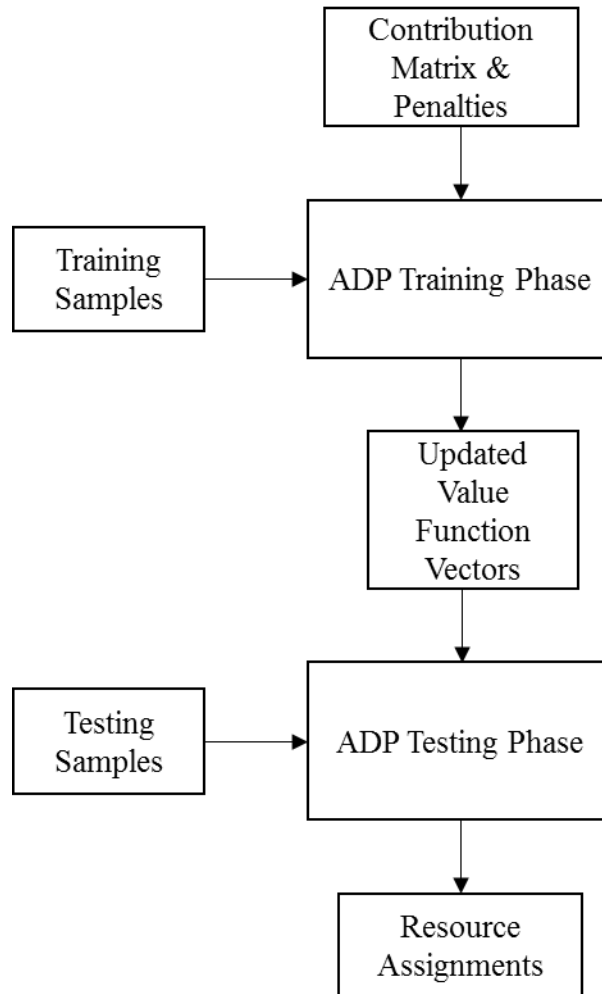 Contribution
Matrix &
Penalties
Training
Samples
ADP Training Phase
Updated
Value
Function
Vectors
Testing
Samples
ADP Testing Phase
Resource
Assignments